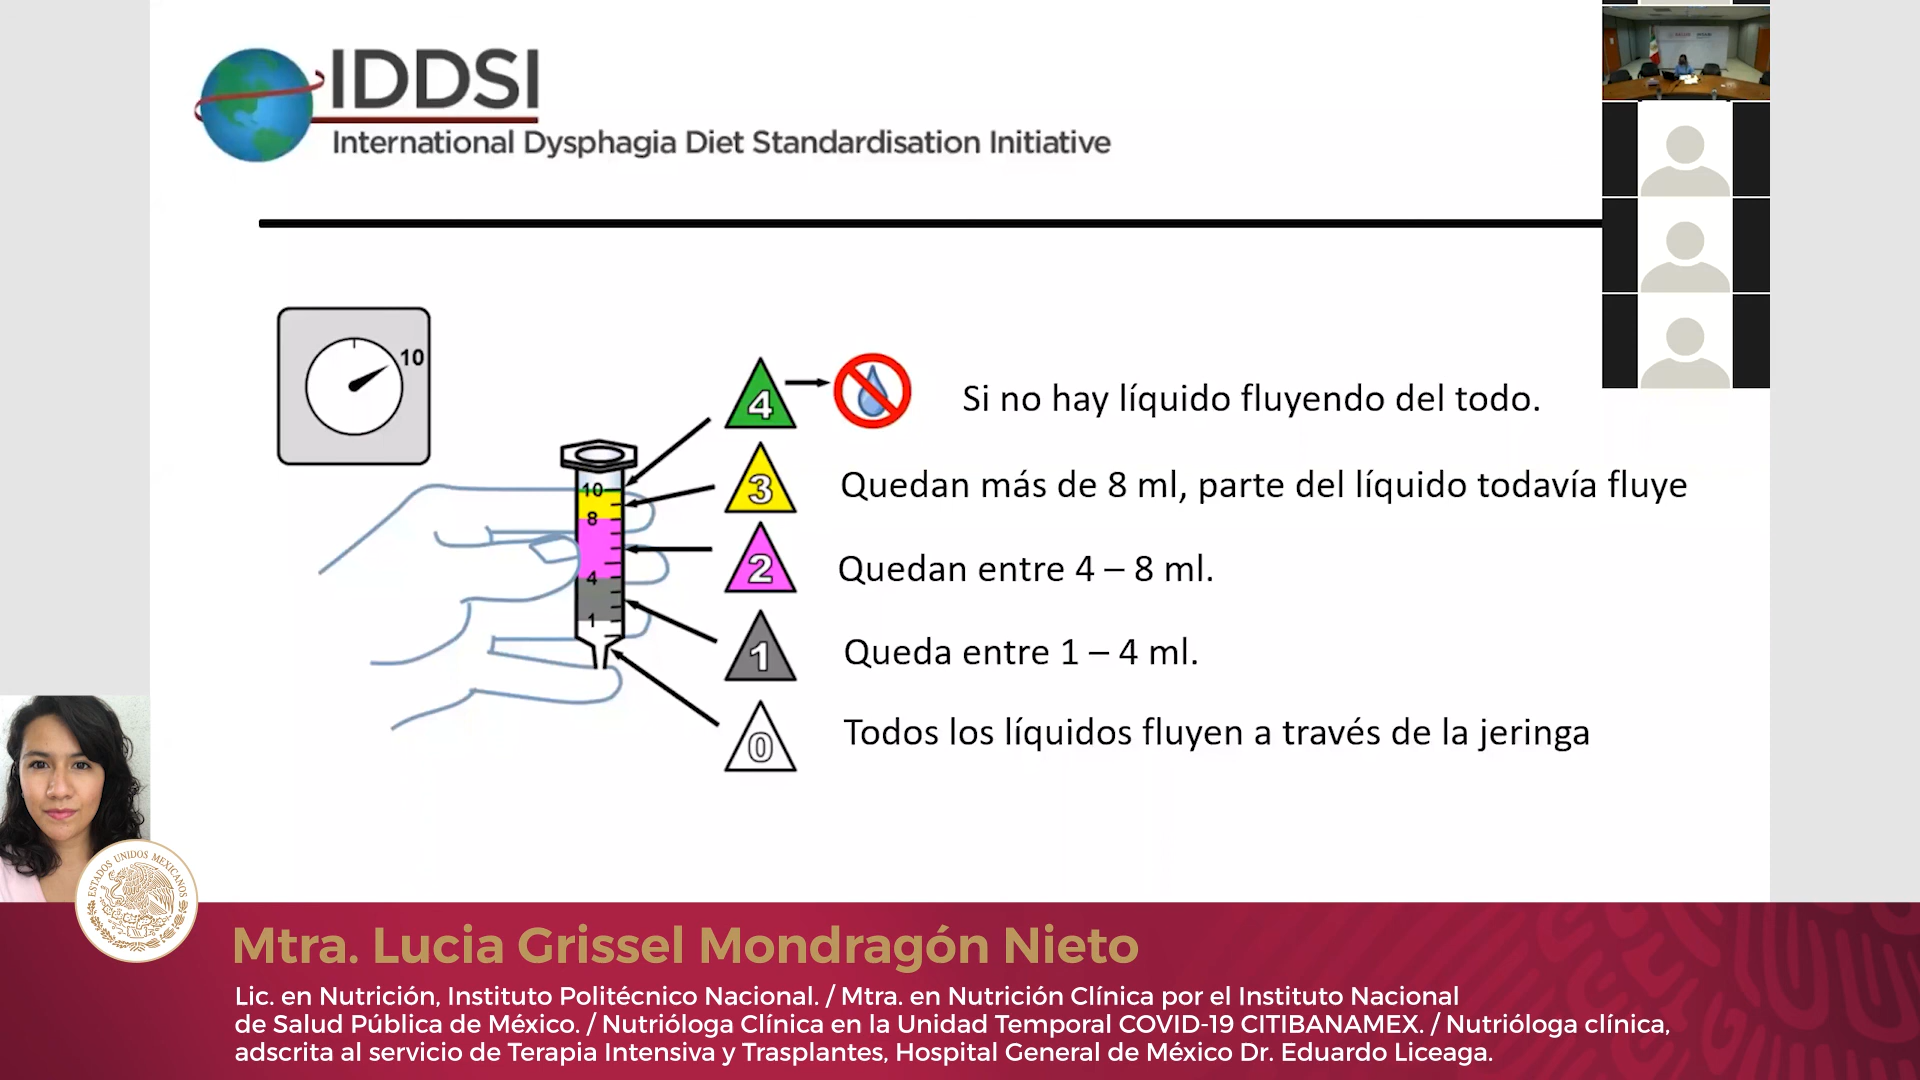 IDDSI
International Dysphagia Diet Standardisation Initiative
10
4
Si no hay líquido fluyendo del todo.
10
3
Quedan más de 8 ml, parte del líquido todavía fluye
8
2
Quedan entre 4 – 8 ml.
4
1
Queda entre 1 – 4 ml.
1
0
Todos los líquidos fluyen a través de la jeringa
ESTADOS UNIDOS MEXICANOS
Mtra. Lucia Grissel Mondragón Nieto
Lic. en Nutrición, Instituto Politécnico Nacional. / Mtra. en Nutrición Clínica por el Instituto Nacional
de Salud Pública de México. / Nutrióloga Clínica en la Unidad Temporal COVID-19 CITIBANAMEX. / Nutrióloga clínica,
adscrita al servicio de Terapia Intensiva y Trasplantes, Hospital General de México Dr. Eduardo Liceaga.